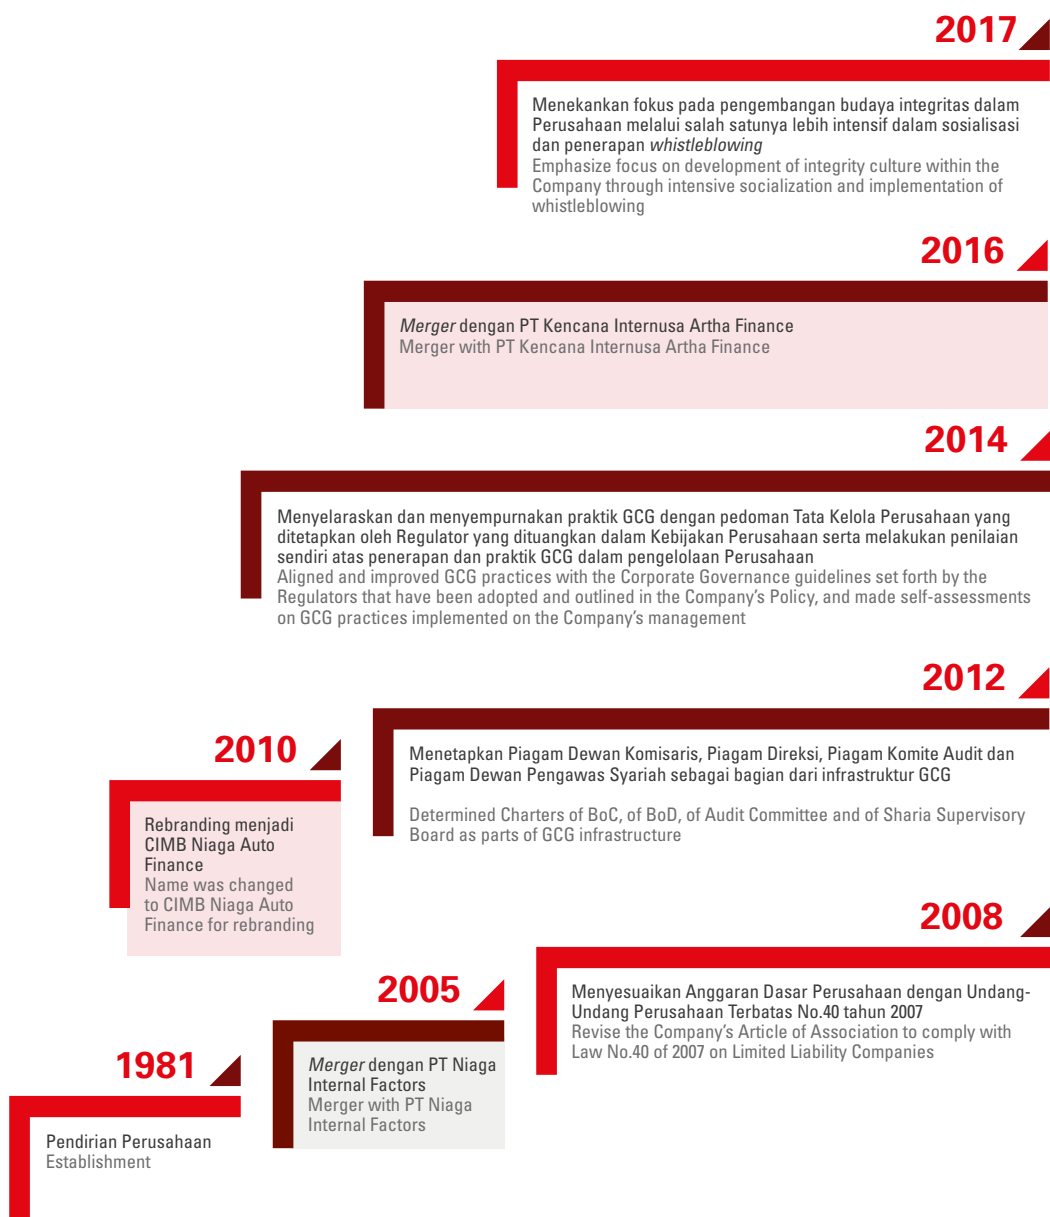 2017
Menekankan fokus pada pengembangan budaya integritas dalam
Perusahaan melalui salah satunya lebih intensif dalam sosialisasi
dan penerapan whistleblowing
Emphasize focus on development of integrity culture within the
Company through intensive socialization and implementation of
whistleblowing
2016
Merger dengan PT Kencana Internusa Artha Finance
Merger with PT Kencana Internusa Artha Finance
2014
Menyelaraskan dan menyempurnakan praktik GCG dengan pedoman Tata Kelola Perusahaan yang
ditetapkan oleh Regulator yang dituangkan dalam Kebijakan Perusahaan serta melakukan penilaian
sendiri atas penerapan dan praktik GCG dalam pengelolaan Perusahaan
Aligned and improved GCG practices with the Corporate Governance guidelines set forth by the
Regulators that have been adopted and outlined in the Company's Policy, and made self-assessments
on GCG practices implemented on the Company's management
2012
Menetapkan Piagam Dewan Komisaris, Piagam Direksi, Piagam Komite Audit dan
Piagam Dewan Pengawas Syariah sebagai bagian dari infrastruktur GCG
Determined Charters of BoC, of BoD, of Audit Committee and of Sharia Supervisory
Board as parts of GCG infrastructure
2010
Rebranding menjadi
CIMB Niaga Auto
Finance
Name was changed
to CIMB Niaga Auto
Finance for rebranding
2008
Menyesuaikan Anggaran Dasar Perusahaan dengan Undang-
Undang Perusahaan Terbatas No.40 tahun 2007
Revise the Company's Article of Association to comply with
Law No.40 of 2007 on Limited Liability Companies
2005
Merger dengan PT Niaga
Internal Factors
Merger with PT Niaga
Internal Factors
1981
Pendirian Perusahaan
Establishment